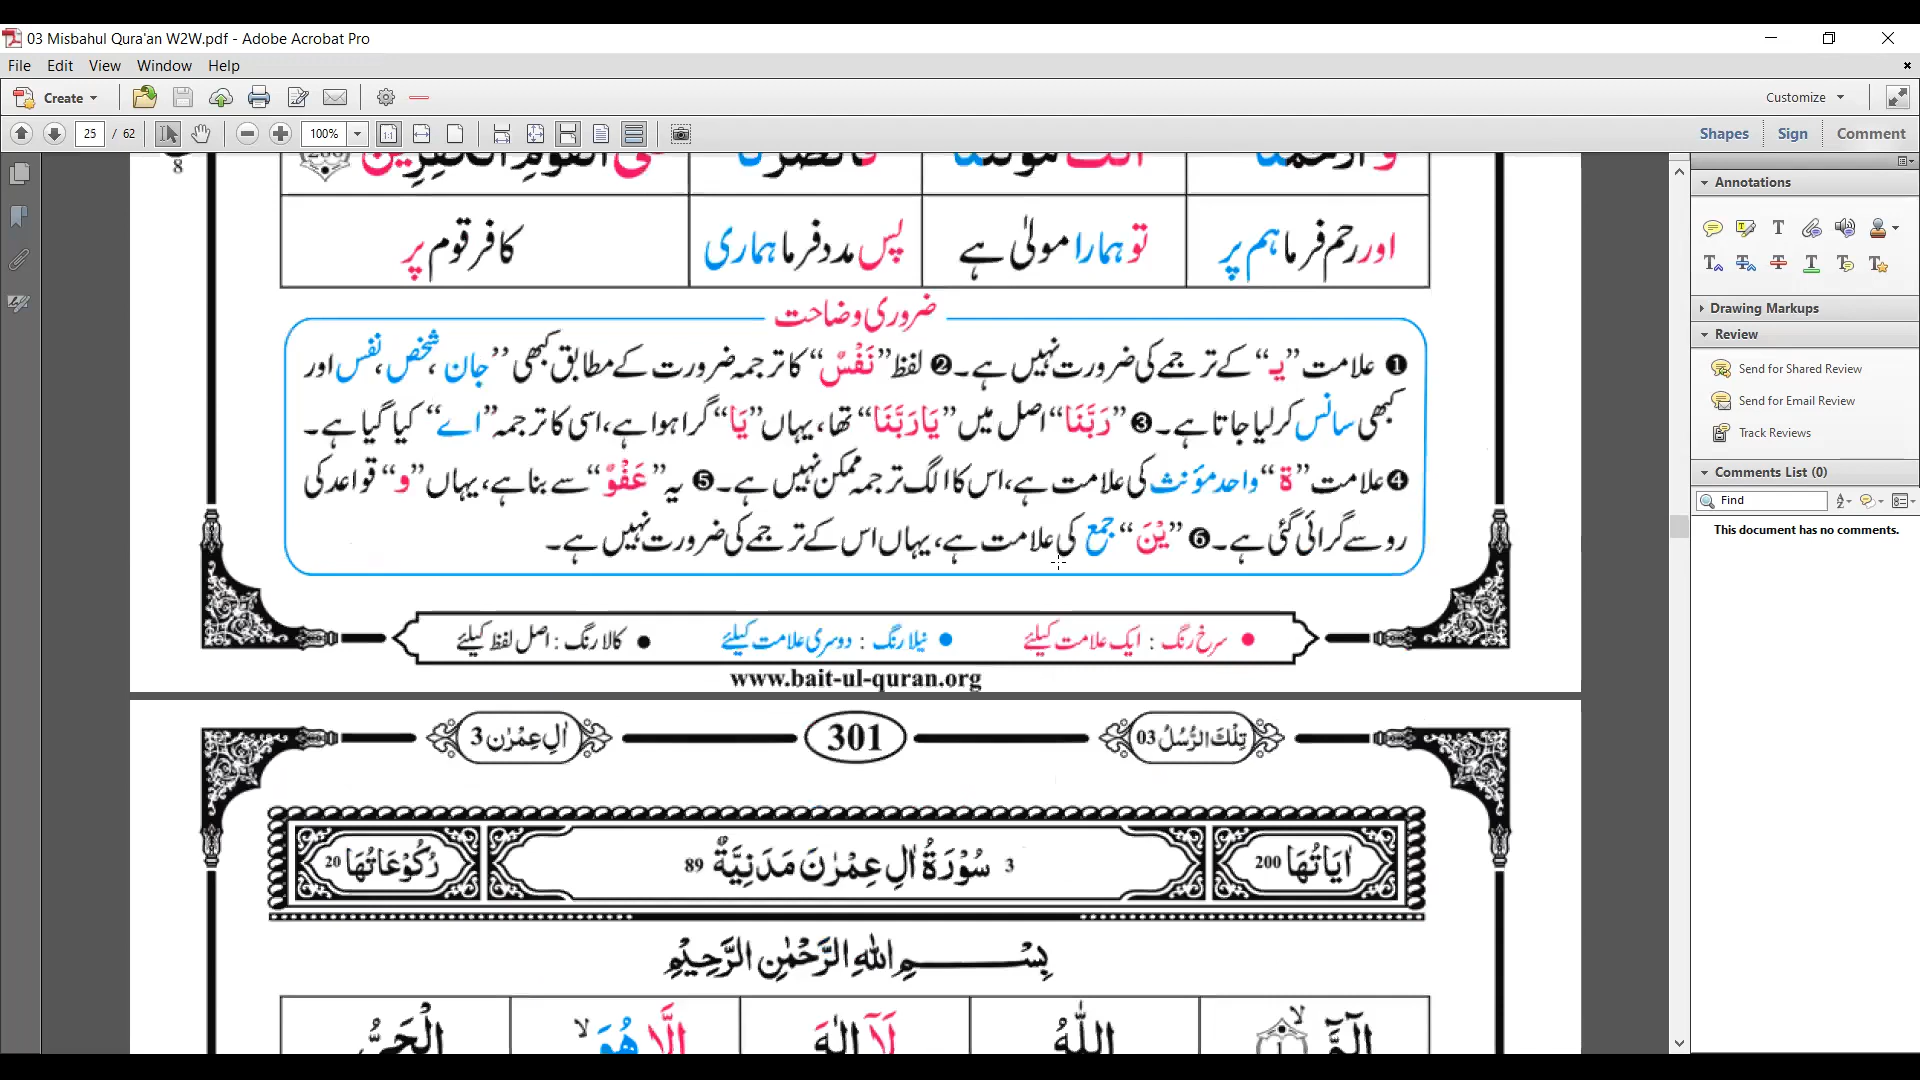 03 Misbahul Qura'an W2W.pdf - Adobe Acrobat Pro
File Edit View Window Help
Create Customize
25 / 62 100% Shapes Sign Comment
8
اور رحم فرما ہم پر
تو ہمارا مولیٰ ہے
پس مدد فرما ہماری
کافر قوم پر
ضروری وضاحت
❶ علامت ”یـ“ کے ترجمے کی ضرورت نہیں ہے۔ ❷ لفظ ”نَفْسٌ“ کا ترجمہ ضرورت کے مطابق کبھی ”جان ، شخص ، نفس اور
کبھی سانس کر لیا جاتا ہے۔ ❸ ”رَبَّنَا“ اصل میں ”یَارَبَّنَا“ تھا، یہاں ”یَا“ گرا ہوا ہے، اسی کا ترجمہ ”اے“ کیا گیا ہے۔
❹ علامت ”ة“ واحد مؤنث کی علامت ہے، اس کا الگ ترجمہ ممکن نہیں ہے۔ ❺ یہ ”عَفْوٌ“ سے بنا ہے، یہاں ”و“ قواعد کی
رو سے گرائی گئی ہے۔ ❻ ”یْنَ“ جمع کی علامت ہے، یہاں اس کے ترجمے کی ضرورت نہیں ہے۔
● سرخ رنگ : ایک علامت کیلئے ● نیلا رنگ : دوسری علامت کیلئے ● کالا رنگ : اصل لفظ کیلئے
www.bait-ul-quran.org
تِلْكَ الرُّسُلُ 03 301 اٰلِ عِمْرٰن 3
اٰيَاتُهَا 200 3 سُوْرَةُ اٰلِ عِمْرٰنَ مَدَنِيَّةٌ 89 رُكُوْعَاتُهَا 20
بِسْمِ اللهِ الرَّحْمٰنِ الرَّحِيْمِ
الٓمّٓ ۙ اللّٰهُ لَآ اِلٰهَ اِلَّا هُوَ ۙ الْحَيُّ
Annotations
Drawing Markups
Review
Send for Shared Review
Send for Email Review
Track Reviews
Comments List (0)
Find
This document has no comments.